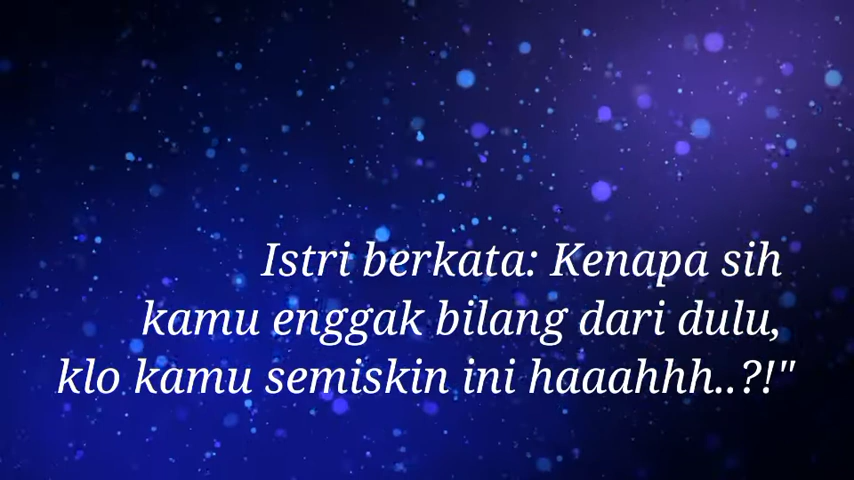 Istri berkata: Kenapa sih
kamu enggak bilang dari dulu,
klo kamu semiskin ini haaahhh..?!"